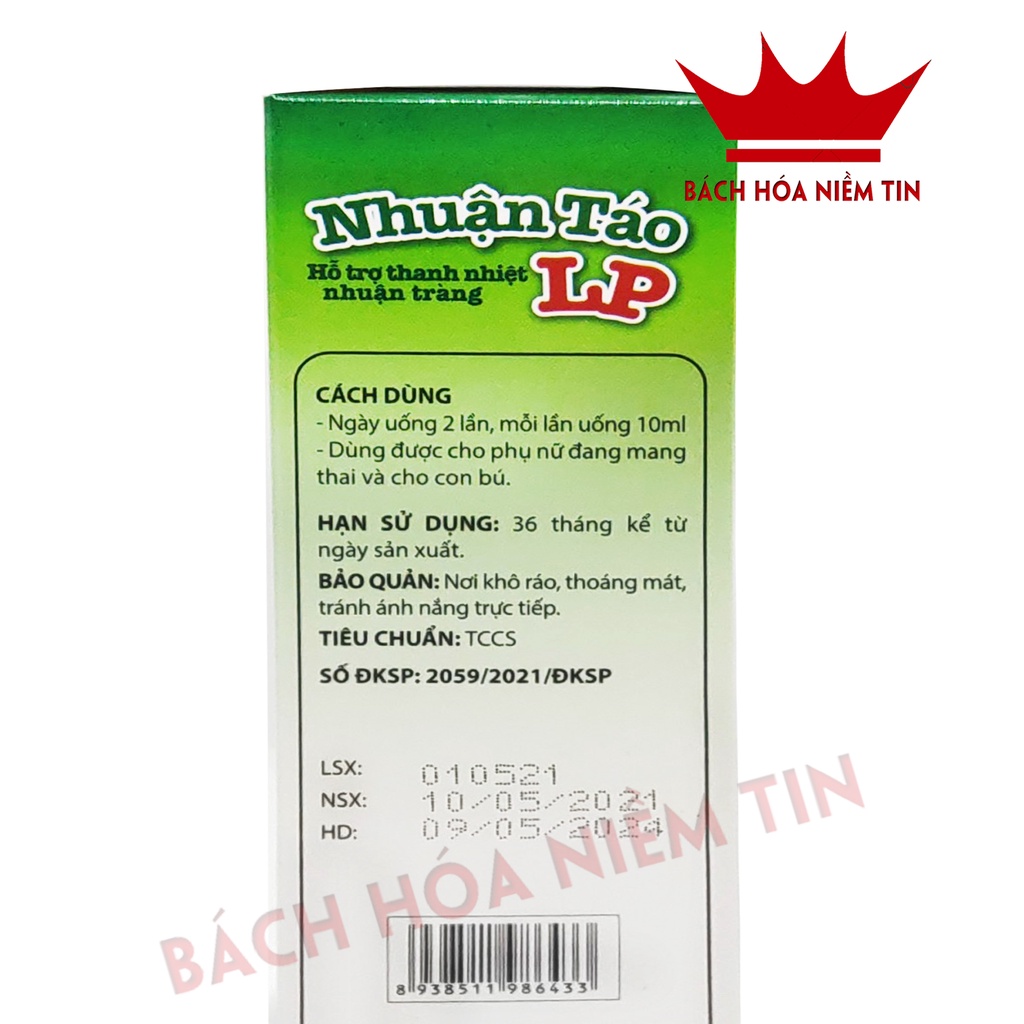 BÁCH HÓA NIỀM TIN
Nhuận Táo
LP
Hỗ trợ thanh nhiệt
nhuận tràng
CÁCH DÙNG
- Ngày uống 2 lần, mỗi lần uống 10ml
- Dùng được cho phụ nữ đang mang
thai và cho con bú.
HẠN SỬ DỤNG: 36 tháng kể từ
ngày sản xuất.
BẢO QUẢN: Nơi khô ráo, thoáng mát,
tránh ánh nắng trực tiếp.
TIÊU CHUẨN: TCCS
SỐ ĐKSP: 2059/2021/ĐKSP
LSX: 010521
NSX: 10/05/2021
HD: 09/05/2024
BÁCH HÓA NIỀM TIN
8 938511 986433